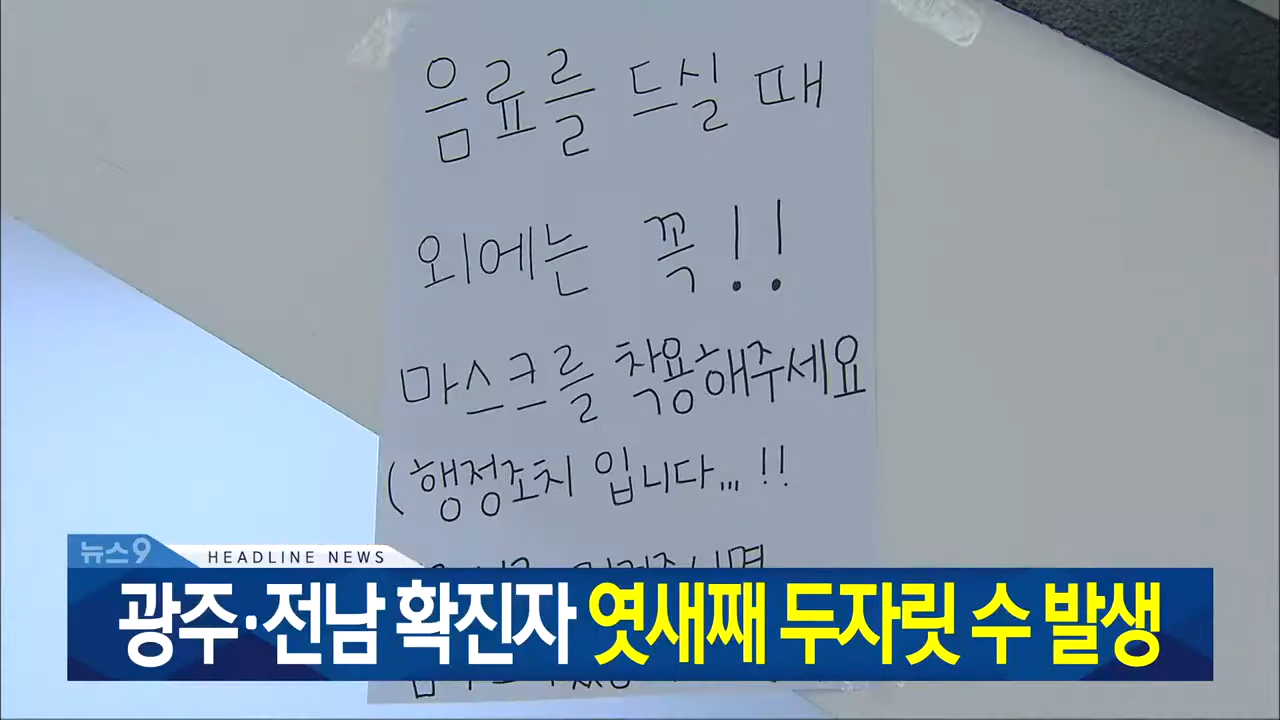 음료를 드실 때
외에는 꼭!!
마스크를 착용해주세요
(행정조치 입니다...!!
뉴스9
HEADLINE NEWS
광주·전남 확진자 엿새째 두자릿 수 발생